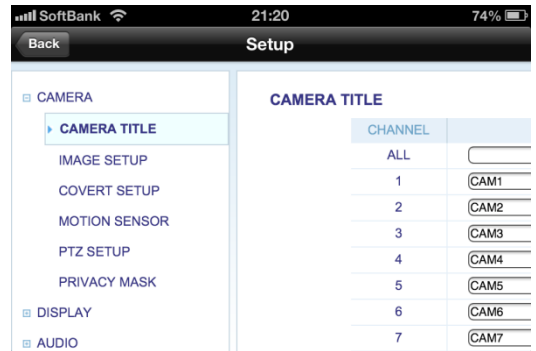 SoftBank 21:20 74%
Back Setup
CAMERA
CAMERA TITLE
IMAGE SETUP
COVERT SETUP
MOTION SENSOR
PTZ SETUP
PRIVACY MASK
DISPLAY
AUDIO
CAMERA TITLE
CHANNEL
ALL
1 CAM1
2 CAM2
3 CAM3
4 CAM4
5 CAM5
6 CAM6
7 CAM7